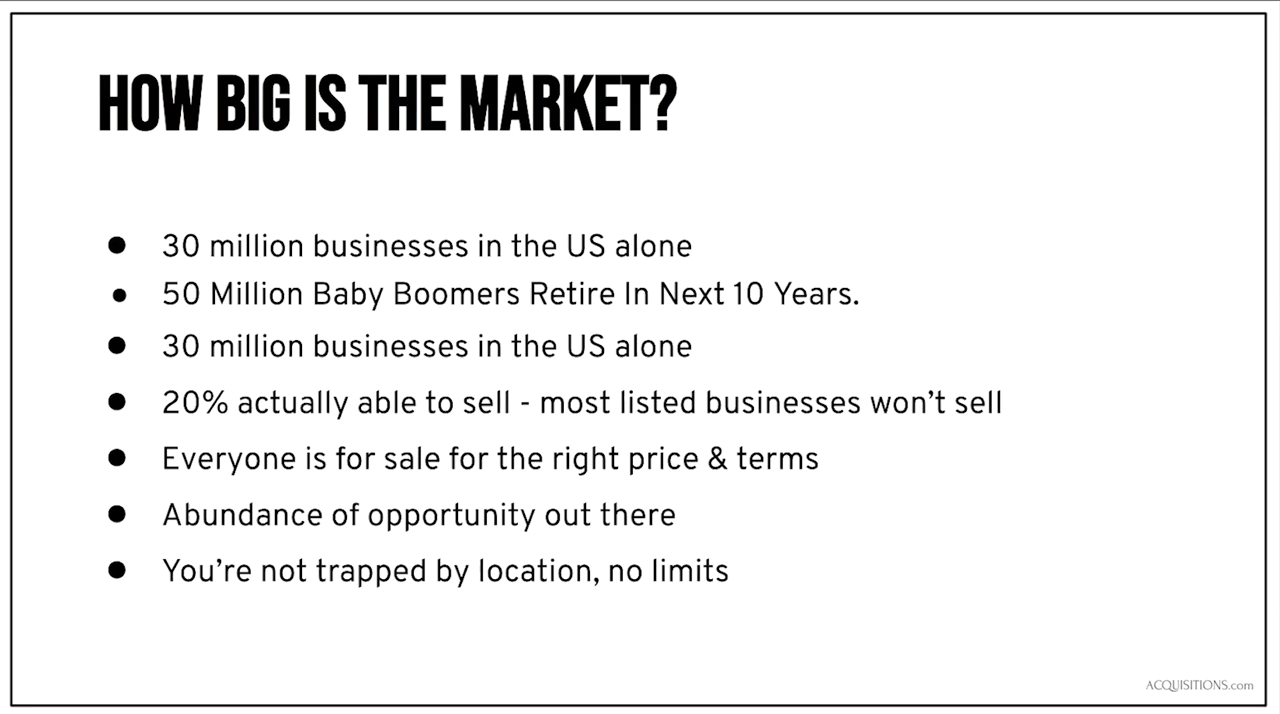 HOW BIG IS THE MARKET?
● 30 million businesses in the US alone
● 50 Million Baby Boomers Retire In Next 10 Years.
● 30 million businesses in the US alone
● 20% actually able to sell - most listed businesses won’t sell
● Everyone is for sale for the right price & terms
● Abundance of opportunity out there
● You’re not trapped by location, no limits
ACQUISITIONS.com